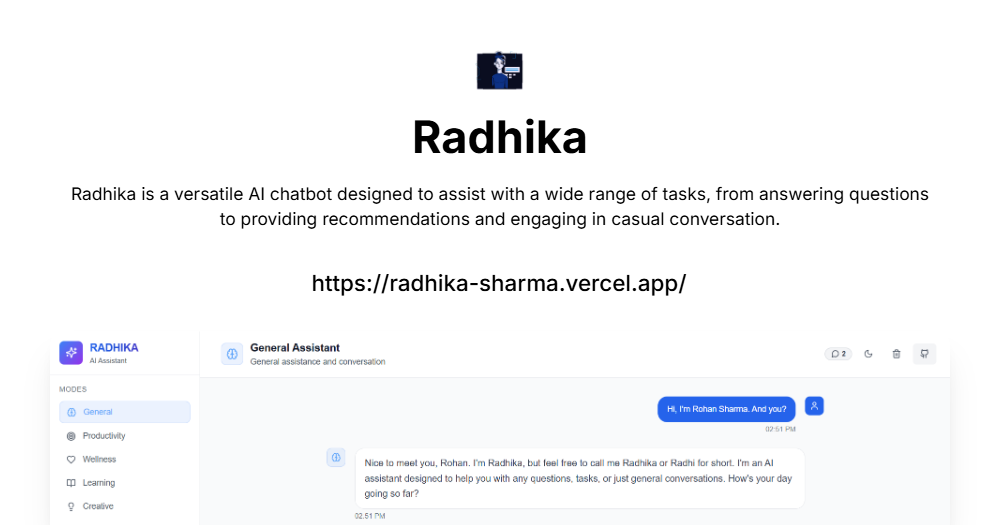 Radhika
Radhika is a versatile AI chatbot designed to assist with a wide range of tasks, from answering questions
to providing recommendations and engaging in casual conversation.
https://radhika-sharma.vercel.app/
RADHIKA
AI Assistant
MODES
General
Productivity
Wellness
Learning
Creative
General Assistant
General assistance and conversation
2
Hi, I'm Rohan Sharma. And you?
02:51 PM
Nice to meet you, Rohan. I'm Radhika, but feel free to call me Radhika or Radhi for short. I'm an AI
assistant designed to help you with any questions, tasks, or just general conversations. How's your day
going so far?
02:51 PM